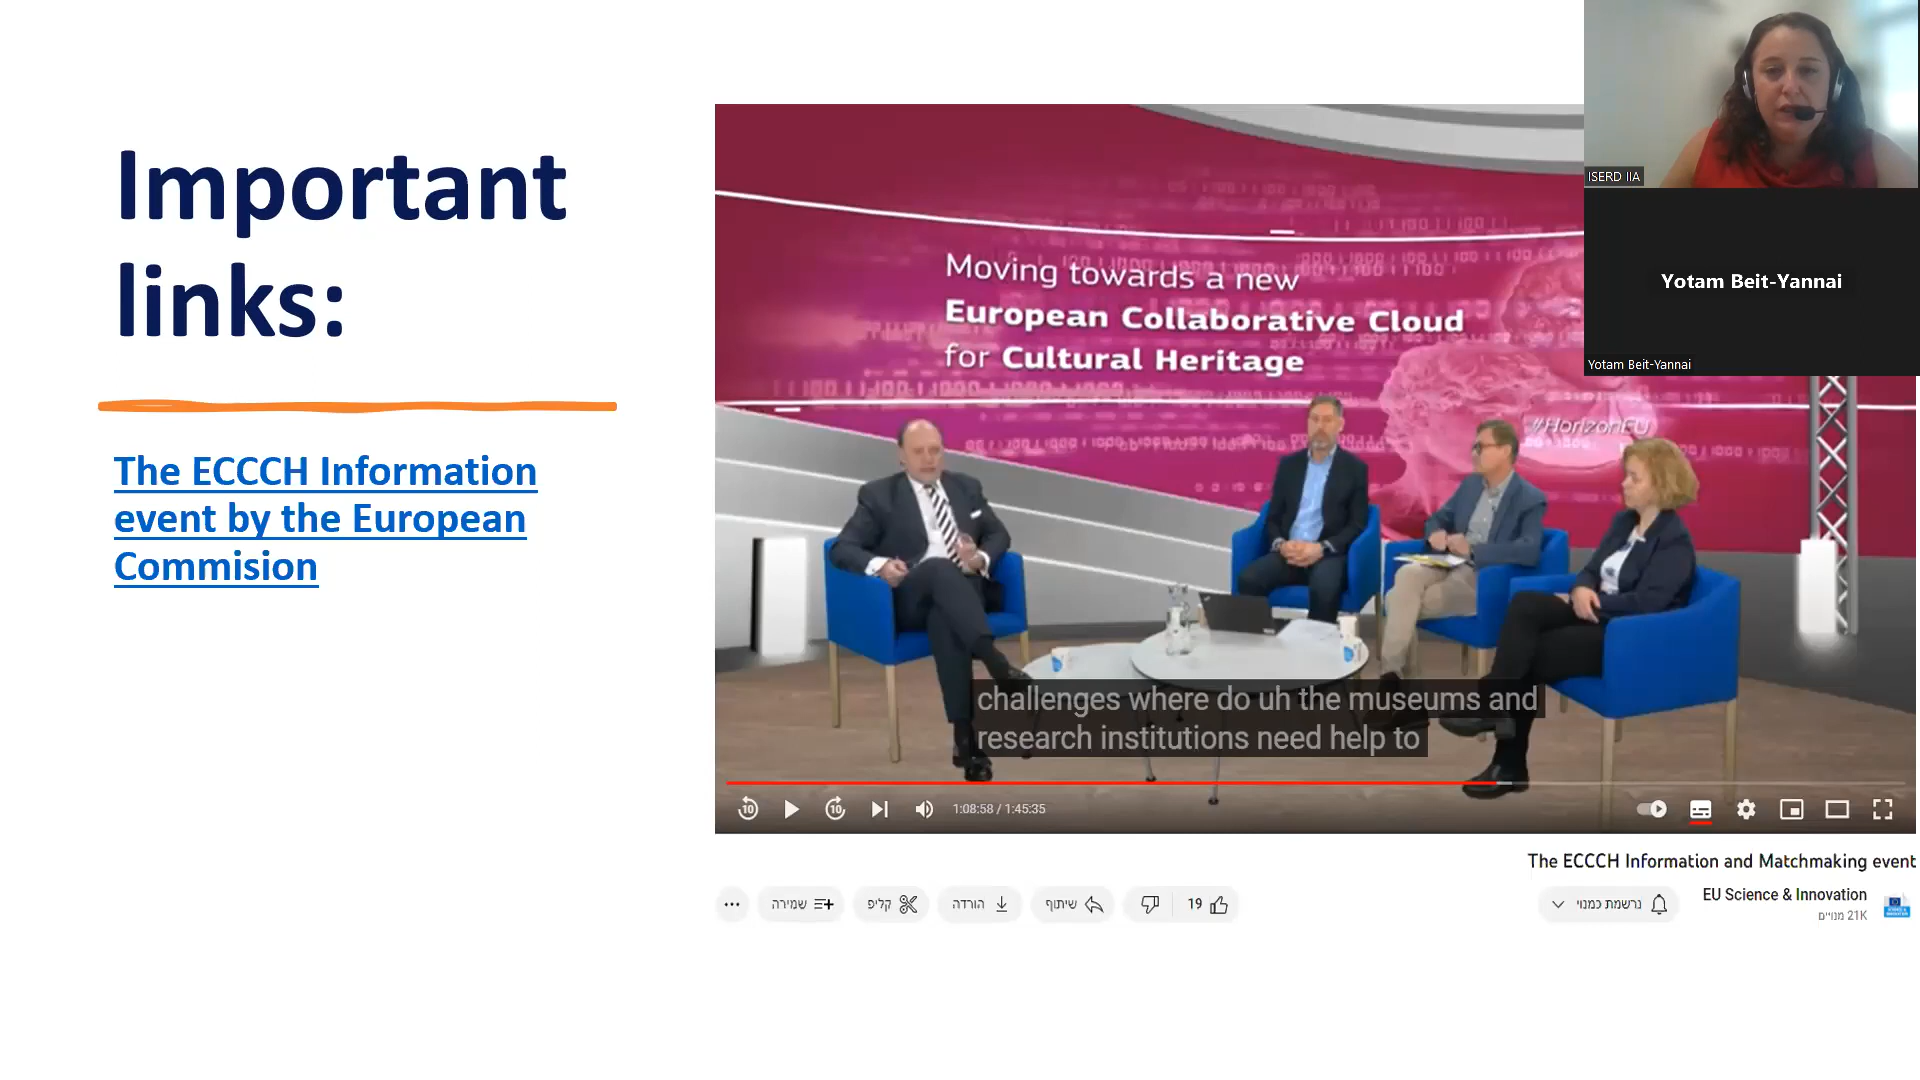 Important
links:
The ECCCH Information
event by the European
Commision
Moving towards a new
European Collaborative Cloud
for Cultural Heritage
#HorizonEU
challenges where do uh the museums and
research institutions need help to
10
10
1:08:58 / 1:45:35
The ECCCH Information and Matchmaking event
EU Science & Innovation
21K מנויים
נרשמת כמנוי
19
שיתוף
הורדה
קליפ
שמירה
ISERD IIA
Yotam Beit-Yannai
Yotam Beit-Yannai